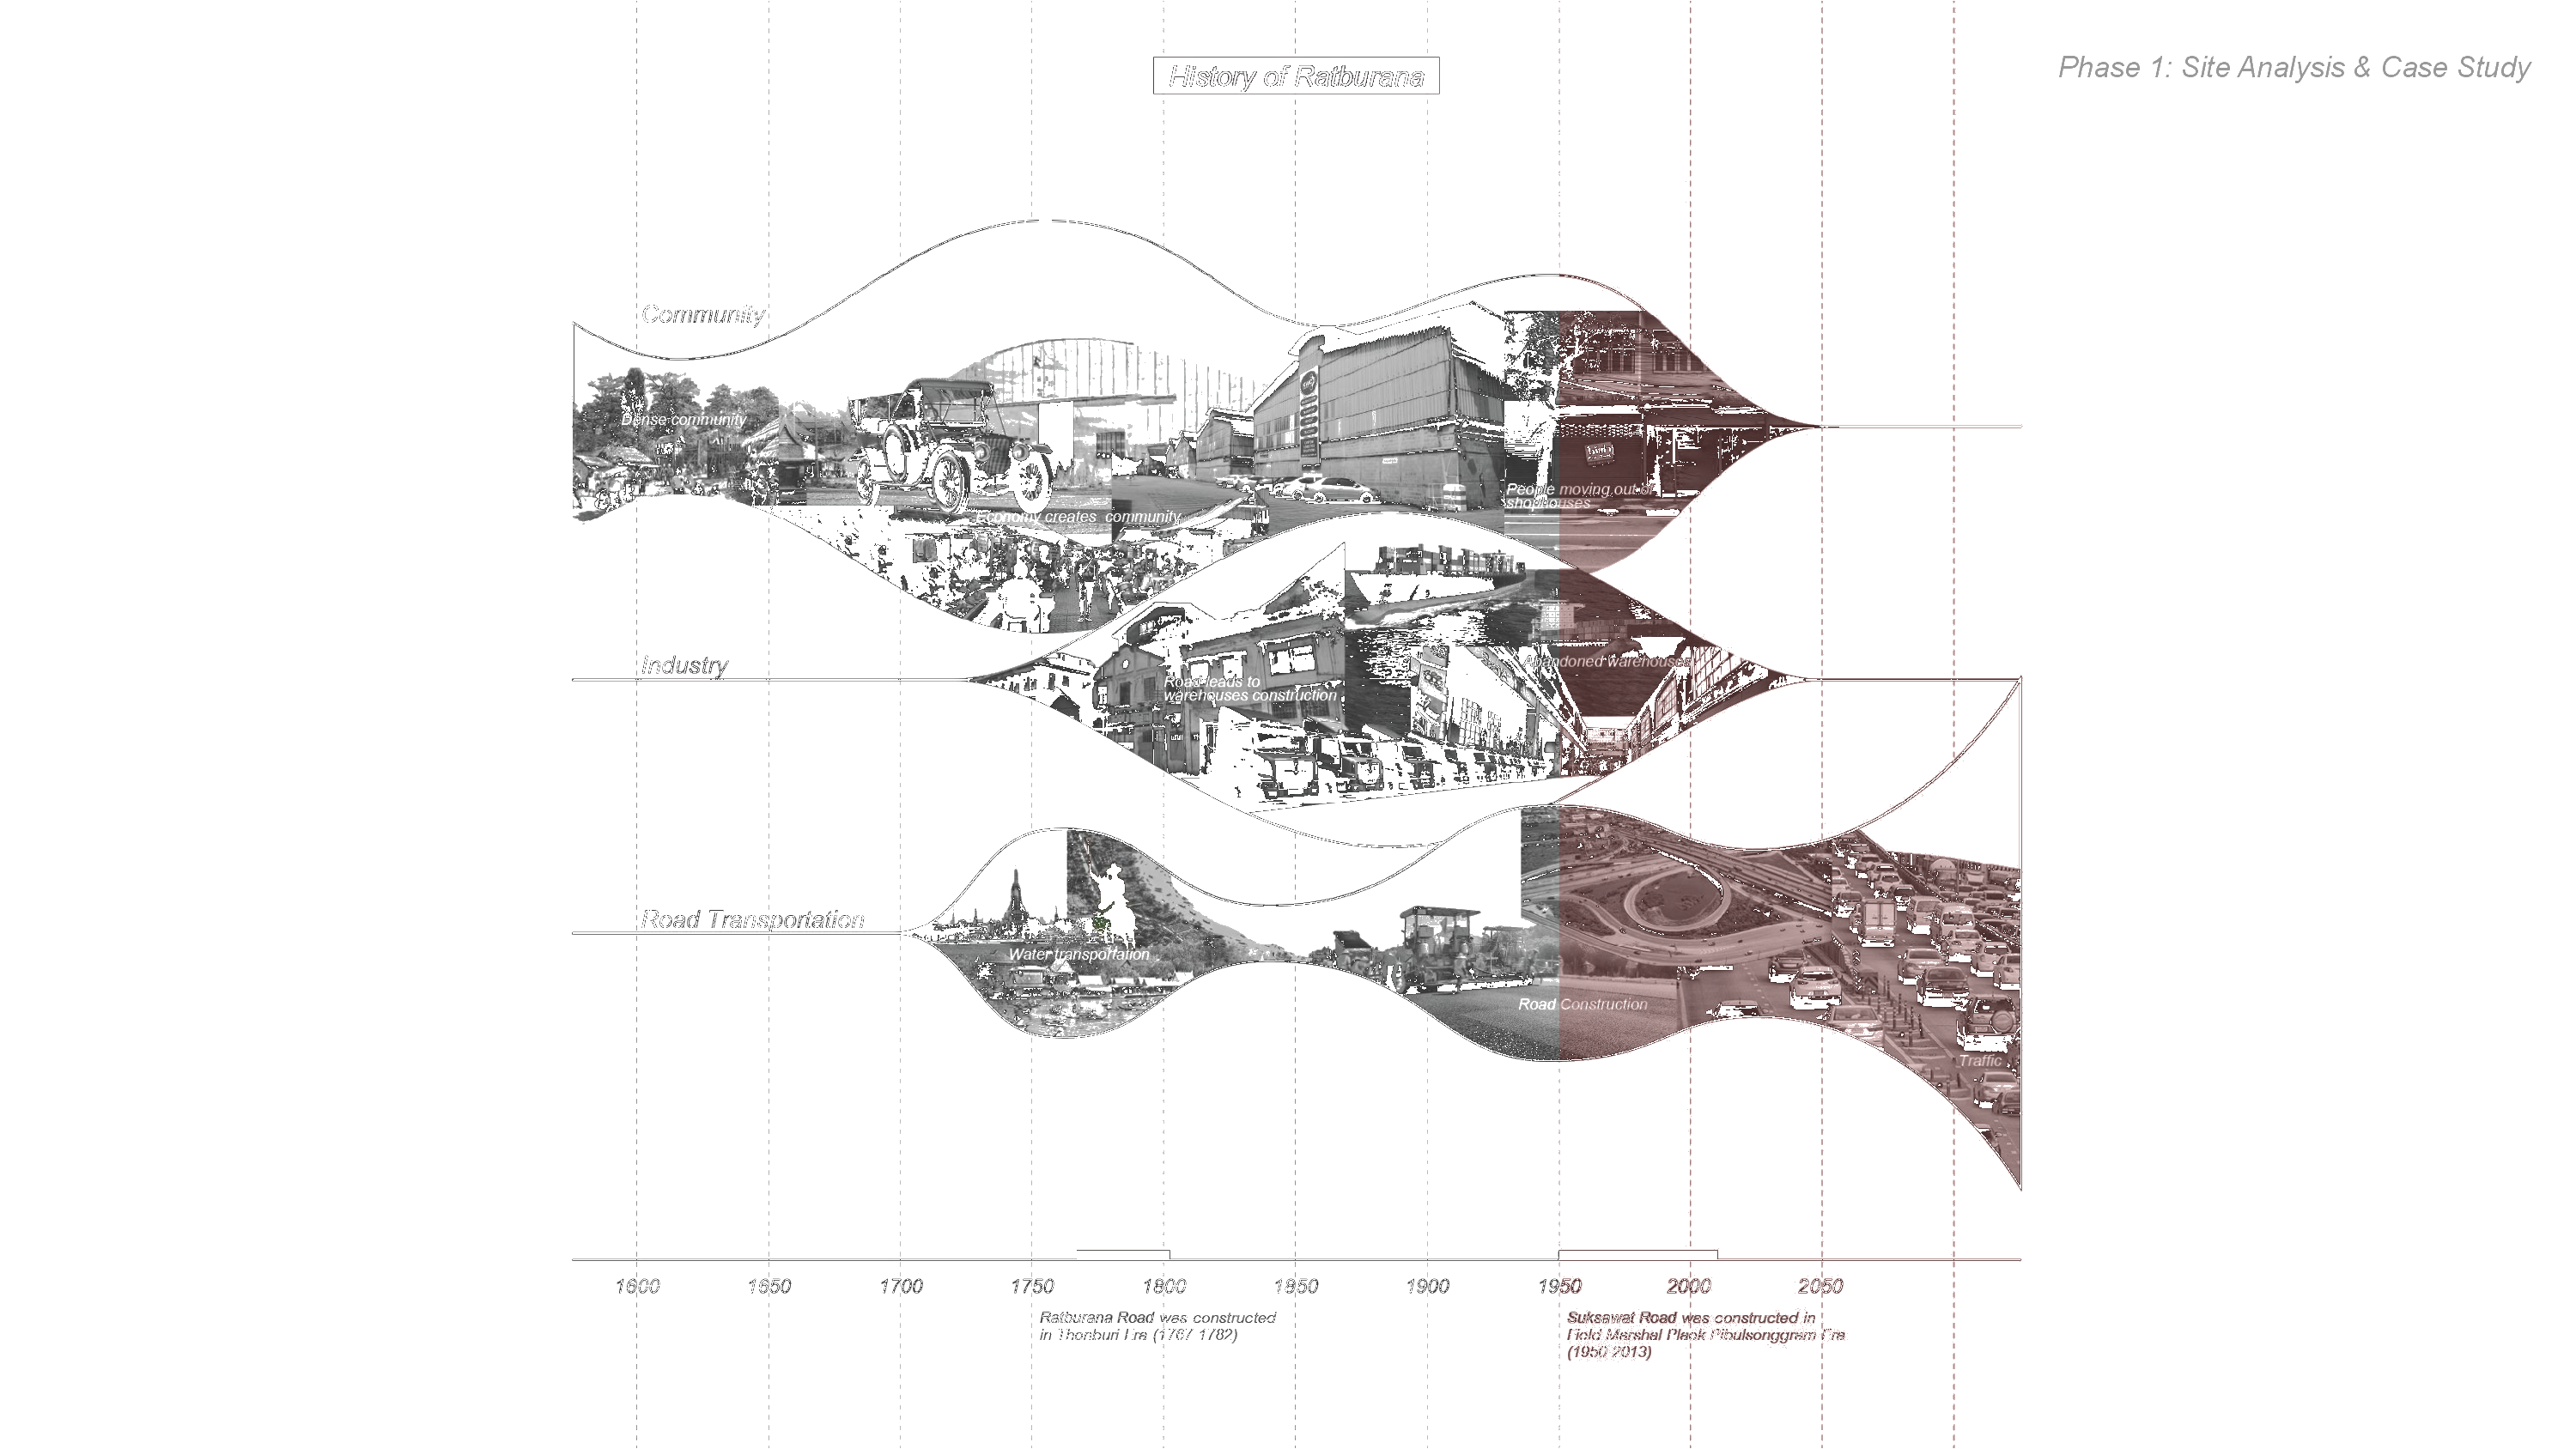 Phase 1: Site Analysis & Case Study
History of Ratburana
Community
Dense community
Economy creates community
People moving out of
shophouses
Industry
Road leads to
warehouses construction
Abandoned warehouses
Road Transportation
Water transportation
Road Construction
Traffic
1600 1650 1700 1750 1800 1850 1900 1950 2000 2050
Ratburana Road was constructed
in Thonburi Era (1767-1782)
Suksawat Road was constructed in
Field Marshal Plaek Pibulsonggram Era
(1950-2013)